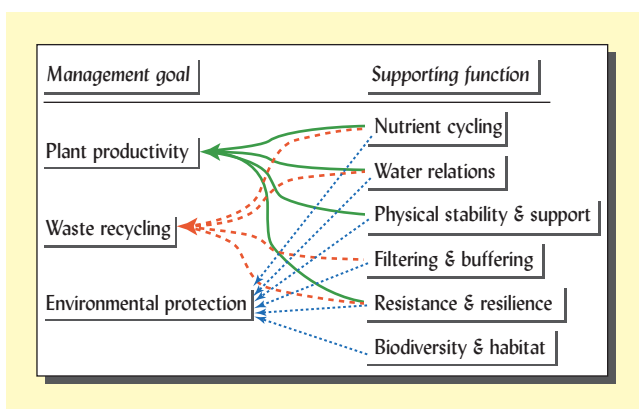 Management goal
Supporting function
Plant productivity
Waste recycling
Environmental protection
Nutrient cycling
Water relations
Physical stability & support
Filtering & buffering
Resistance & resilience
Biodiversity & habitat